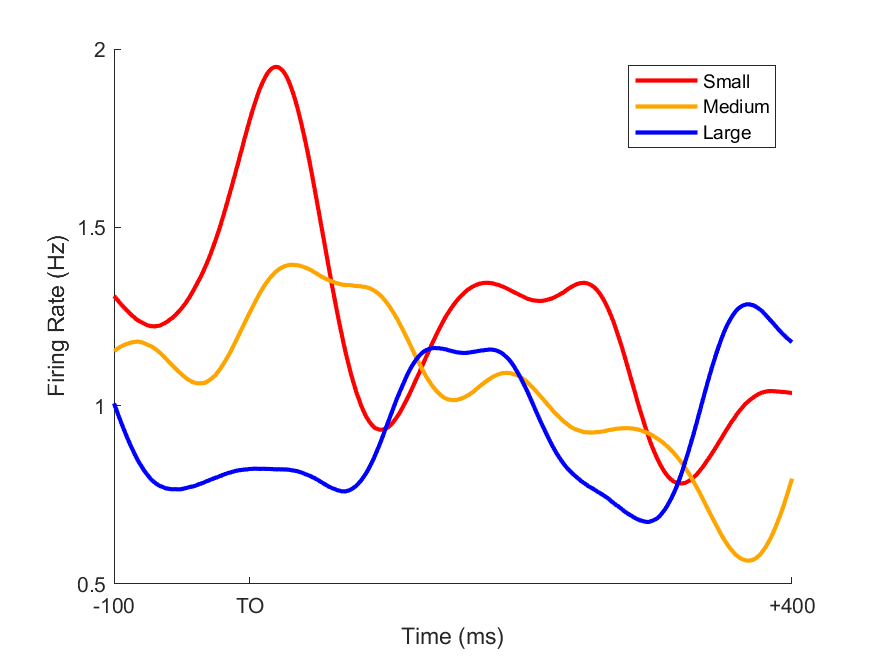 2
Small
Medium
Large
1.5
Firing Rate (Hz)
1
0.5
-100 TO +400
Time (ms)